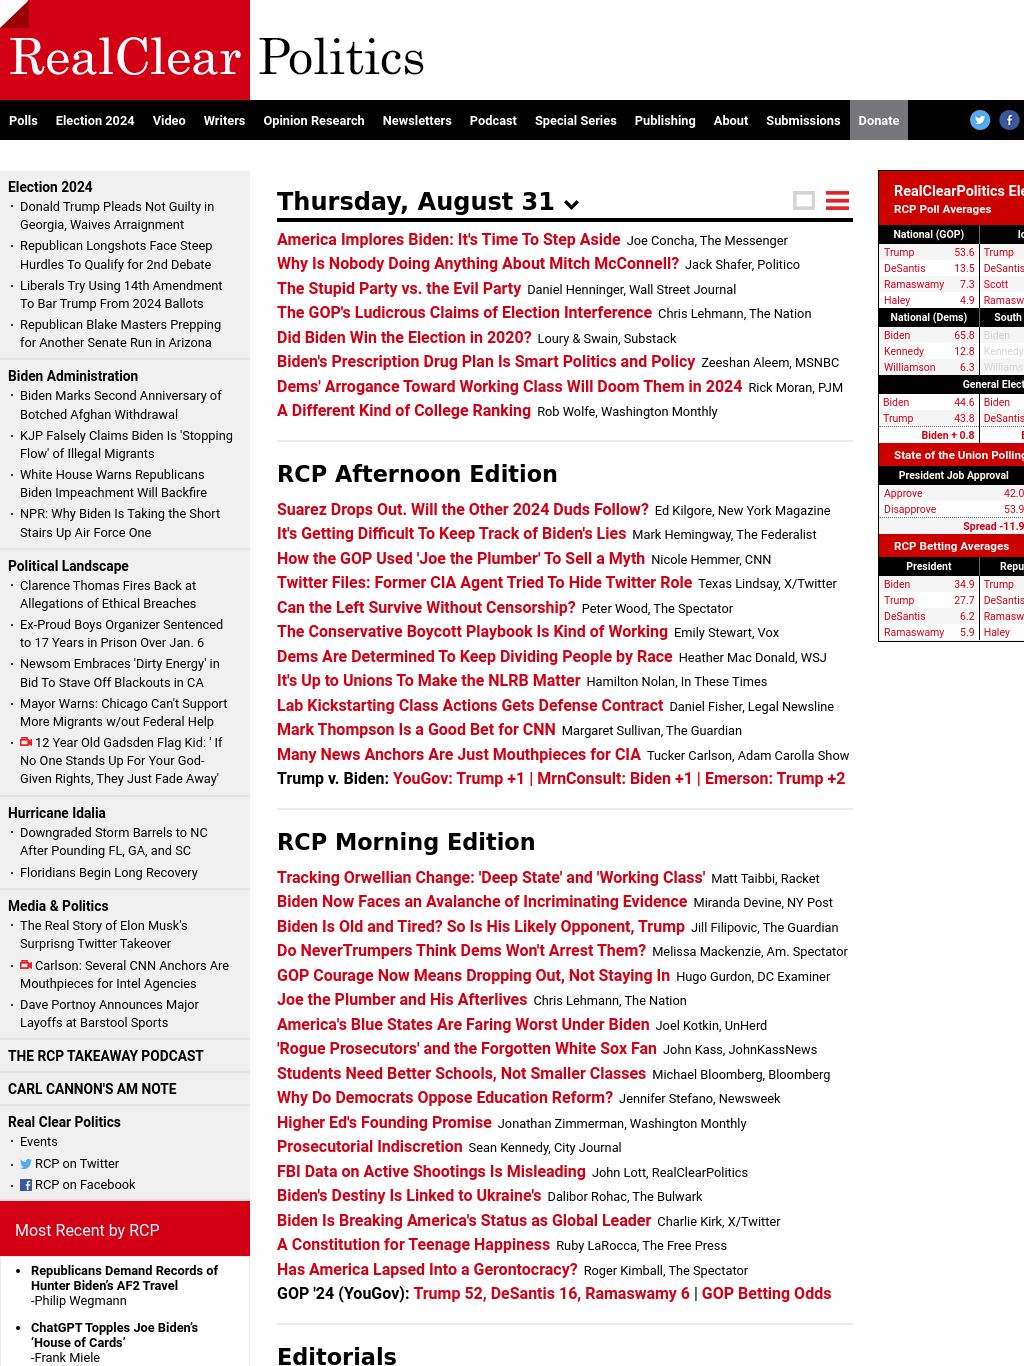 RealClear Politics
Polls Election 2024 Video Writers Opinion Research Newsletters Podcast Special Series Publishing About Submissions Donate
Election 2024
· Donald Trump Pleads Not Guilty in
Georgia, Waives Arraignment
· Republican Longshots Face Steep
Hurdles To Qualify for 2nd Debate
· Liberals Try Using 14th Amendment
To Bar Trump From 2024 Ballots
· Republican Blake Masters Prepping
for Another Senate Run in Arizona
Biden Administration
· Biden Marks Second Anniversary of
Botched Afghan Withdrawal
· KJP Falsely Claims Biden Is 'Stopping
Flow' of Illegal Migrants
· White House Warns Republicans
Biden Impeachment Will Backfire
· NPR: Why Biden Is Taking the Short
Stairs Up Air Force One
Political Landscape
· Clarence Thomas Fires Back at
Allegations of Ethical Breaches
· Ex-Proud Boys Organizer Sentenced
to 17 Years in Prison Over Jan. 6
· Newsom Embraces 'Dirty Energy' in
Bid To Stave Off Blackouts in CA
· Mayor Warns: Chicago Can't Support
More Migrants w/out Federal Help
· 12 Year Old Gadsden Flag Kid: ' If
No One Stands Up For Your God-
Given Rights, They Just Fade Away'
Hurricane Idalia
· Downgraded Storm Barrels to NC
After Pounding FL, GA, and SC
· Floridians Begin Long Recovery
Media & Politics
· The Real Story of Elon Musk's
Surprisng Twitter Takeover
· Carlson: Several CNN Anchors Are
Mouthpieces for Intel Agencies
· Dave Portnoy Announces Major
Layoffs at Barstool Sports
THE RCP TAKEAWAY PODCAST
CARL CANNON'S AM NOTE
Real Clear Politics
· Events
· RCP on Twitter
· RCP on Facebook
Most Recent by RCP
• Republicans Demand Records of
Hunter Biden's AF2 Travel
-Philip Wegmann
• ChatGPT Topples Joe Biden's
'House of Cards'
-Frank Miele
Thursday, August 31
America Implores Biden: It's Time To Step Aside Joe Concha, The Messenger
Why Is Nobody Doing Anything About Mitch McConnell? Jack Shafer, Politico
The Stupid Party vs. the Evil Party Daniel Henninger, Wall Street Journal
The GOP's Ludicrous Claims of Election Interference Chris Lehmann, The Nation
Did Biden Win the Election in 2020? Loury & Swain, Substack
Biden's Prescription Drug Plan Is Smart Politics and Policy Zeeshan Aleem, MSNBC
Dems' Arrogance Toward Working Class Will Doom Them in 2024 Rick Moran, PJM
A Different Kind of College Ranking Rob Wolfe, Washington Monthly
RCP Afternoon Edition
Suarez Drops Out. Will the Other 2024 Duds Follow? Ed Kilgore, New York Magazine
It's Getting Difficult To Keep Track of Biden's Lies Mark Hemingway, The Federalist
How the GOP Used 'Joe the Plumber' To Sell a Myth Nicole Hemmer, CNN
Twitter Files: Former CIA Agent Tried To Hide Twitter Role Texas Lindsay, X/Twitter
Can the Left Survive Without Censorship? Peter Wood, The Spectator
The Conservative Boycott Playbook Is Kind of Working Emily Stewart, Vox
Dems Are Determined To Keep Dividing People by Race Heather Mac Donald, WSJ
It's Up to Unions To Make the NLRB Matter Hamilton Nolan, In These Times
Lab Kickstarting Class Actions Gets Defense Contract Daniel Fisher, Legal Newsline
Mark Thompson Is a Good Bet for CNN Margaret Sullivan, The Guardian
Many News Anchors Are Just Mouthpieces for CIA Tucker Carlson, Adam Carolla Show
Trump v. Biden: YouGov: Trump +1 | MrnConsult: Biden +1 | Emerson: Trump +2
RCP Morning Edition
Tracking Orwellian Change: 'Deep State' and 'Working Class' Matt Taibbi, Racket
Biden Now Faces an Avalanche of Incriminating Evidence Miranda Devine, NY Post
Biden Is Old and Tired? So Is His Likely Opponent, Trump Jill Filipovic, The Guardian
Do NeverTrumpers Think Dems Won't Arrest Them? Melissa Mackenzie, Am. Spectator
GOP Courage Now Means Dropping Out, Not Staying In Hugo Gurdon, DC Examiner
Joe the Plumber and His Afterlives Chris Lehmann, The Nation
America's Blue States Are Faring Worst Under Biden Joel Kotkin, UnHerd
'Rogue Prosecutors' and the Forgotten White Sox Fan John Kass, JohnKassNews
Students Need Better Schools, Not Smaller Classes Michael Bloomberg, Bloomberg
Why Do Democrats Oppose Education Reform? Jennifer Stefano, Newsweek
Higher Ed's Founding Promise Jonathan Zimmerman, Washington Monthly
Prosecutorial Indiscretion Sean Kennedy, City Journal
FBI Data on Active Shootings Is Misleading John Lott, RealClearPolitics
Biden's Destiny Is Linked to Ukraine's Dalibor Rohac, The Bulwark
Biden Is Breaking America's Status as Global Leader Charlie Kirk, X/Twitter
A Constitution for Teenage Happiness Ruby LaRocca, The Free Press
Has America Lapsed Into a Gerontocracy? Roger Kimball, The Spectator
GOP '24 (YouGov): Trump 52, DeSantis 16, Ramaswamy 6 | GOP Betting Odds
Editorials
RealClearPolitics Ele
RCP Poll Averages
National (GOP) Io
Trump 53.6 Trump
DeSantis 13.5 DeSantis
Ramaswamy 7.3 Scott
Haley 4.9 Ramasw
National (Dems) South
Biden 65.8 Biden
Kennedy 12.8 Kennedy
Williamson 6.3 Williams
General Elect
Biden 44.6 Biden
Trump 43.8 DeSantis
Biden + 0.8
State of the Union Polling
President Job Approval
Approve 42.0
Disapprove 53.9
Spread -11.9
RCP Betting Averages
President Repu
Biden 34.9 Trump
Trump 27.7 DeSantis
DeSantis 6.2 Ramasw
Ramaswamy 5.9 Haley